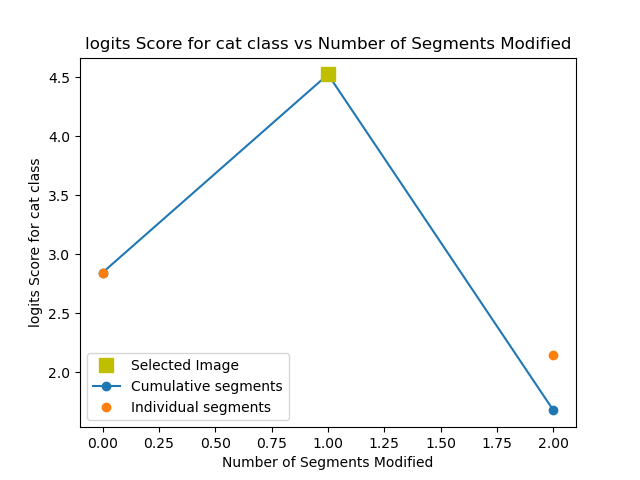 logits Score for cat class vs Number of Segments Modified
logits Score for cat class
4.5
4.0
3.5
3.0
2.5
2.0
Selected Image
Cumulative segments
Individual segments
0.00 0.25 0.50 0.75 1.00 1.25 1.50 1.75 2.00
Number of Segments Modified